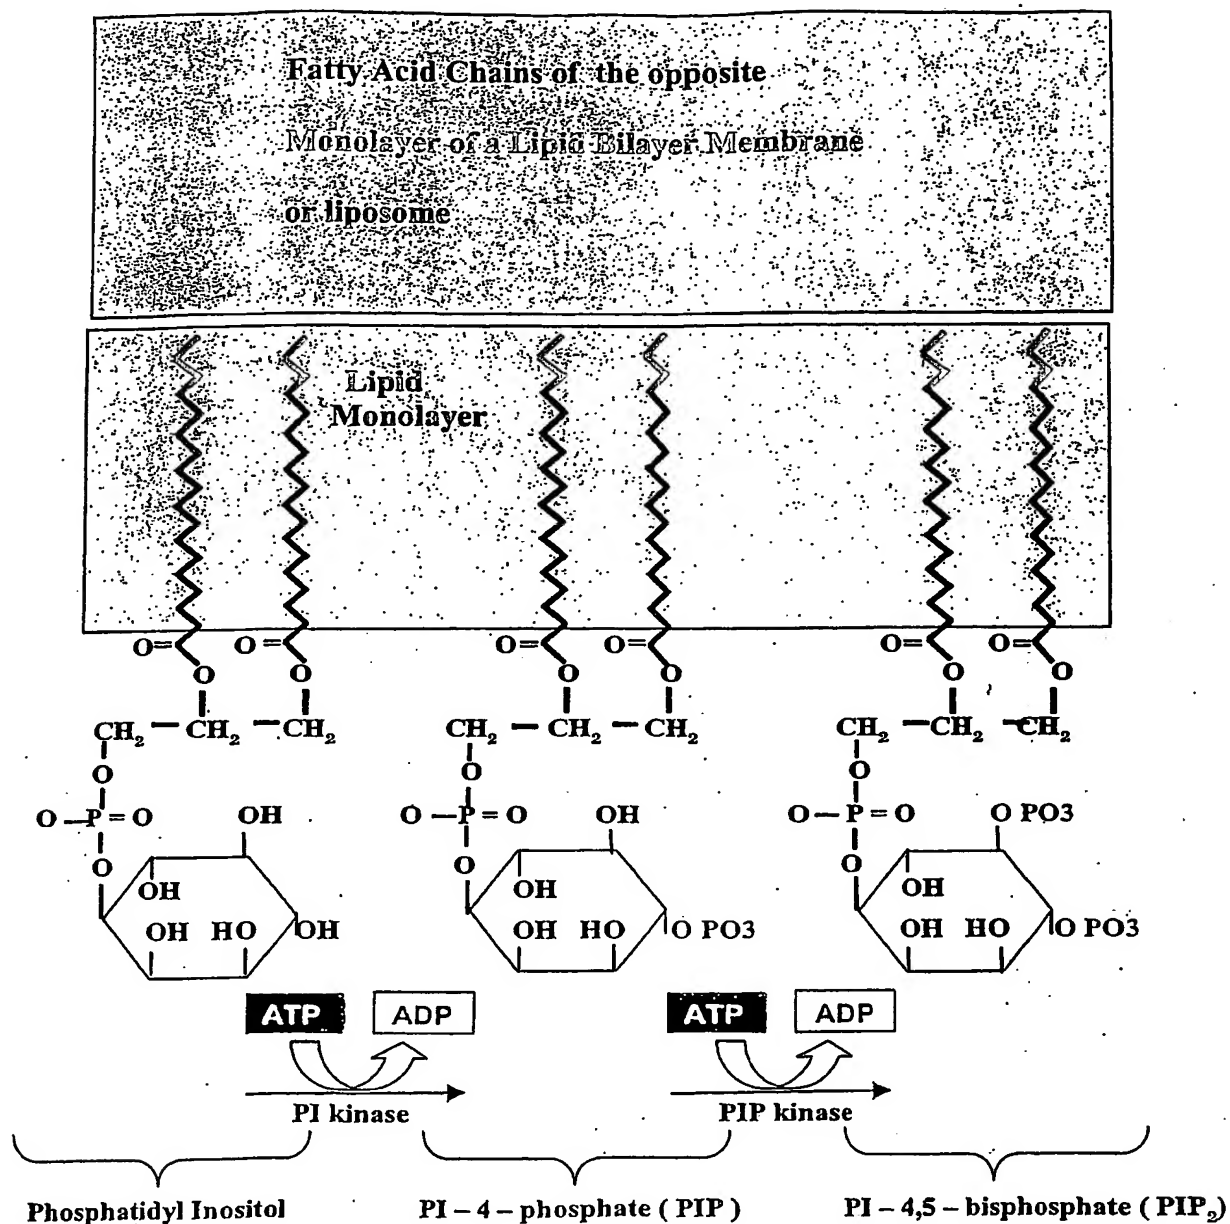 Fatty Acid Chains of the opposite
Monolayer of a Lipid Bilayer Membrane
or liposome
Lipid
Monolayer
O= O= O= O= O= O=
O O O O O O
CH₂ — CH₂ — CH₂ CH₂ — CH₂ — CH₂ CH₂ — CH₂ — CH₂
O O O
O — P = O OH O — P = O OH O — P = O O PO3
O O O
OH OH OH
OH HO OH OH HO O PO3 OH HO O PO3
ATP ADP ATP ADP
PI kinase PIP kinase
Phosphatidyl Inositol PI – 4 – phosphate ( PIP ) PI – 4,5 – bisphosphate ( PIP₂)